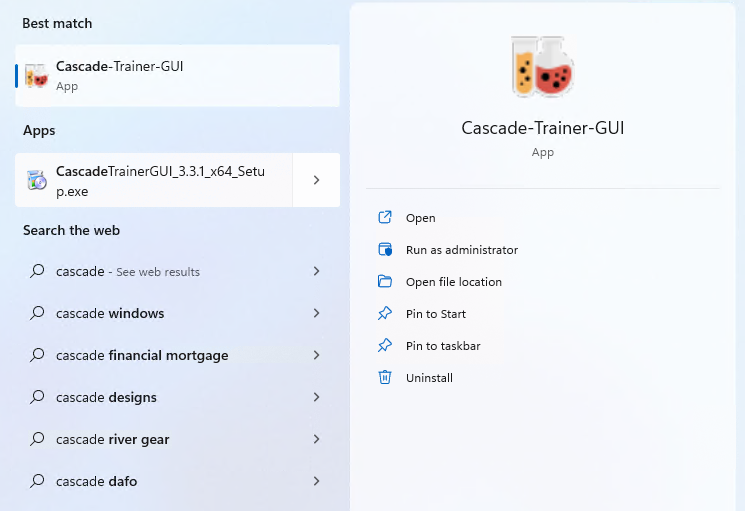 Best match
Cascade-Trainer-GUI
App
Apps
CascadeTrainerGUI_3.3.1_x64_Setu
p.exe
Search the web
cascade - See web results
cascade windows
cascade financial mortgage
cascade designs
cascade river gear
cascade dafo
Cascade-Trainer-GUI
App
Open
Run as administrator
Open file location
Pin to Start
Pin to taskbar
Uninstall